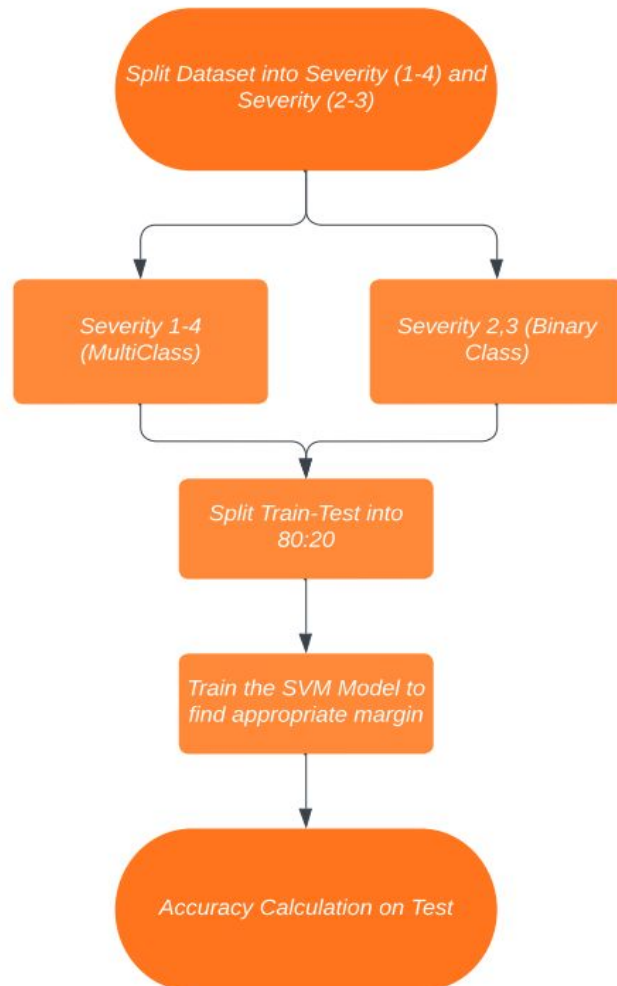 Split Dataset into Severity (1-4) and
Severity (2-3)
Severity 1-4
(MultiClass)
Severity 2,3 (Binary
Class)
Split Train-Test into
80:20
Train the SVM Model to
find appropriate margin
Accuracy Calculation on Test